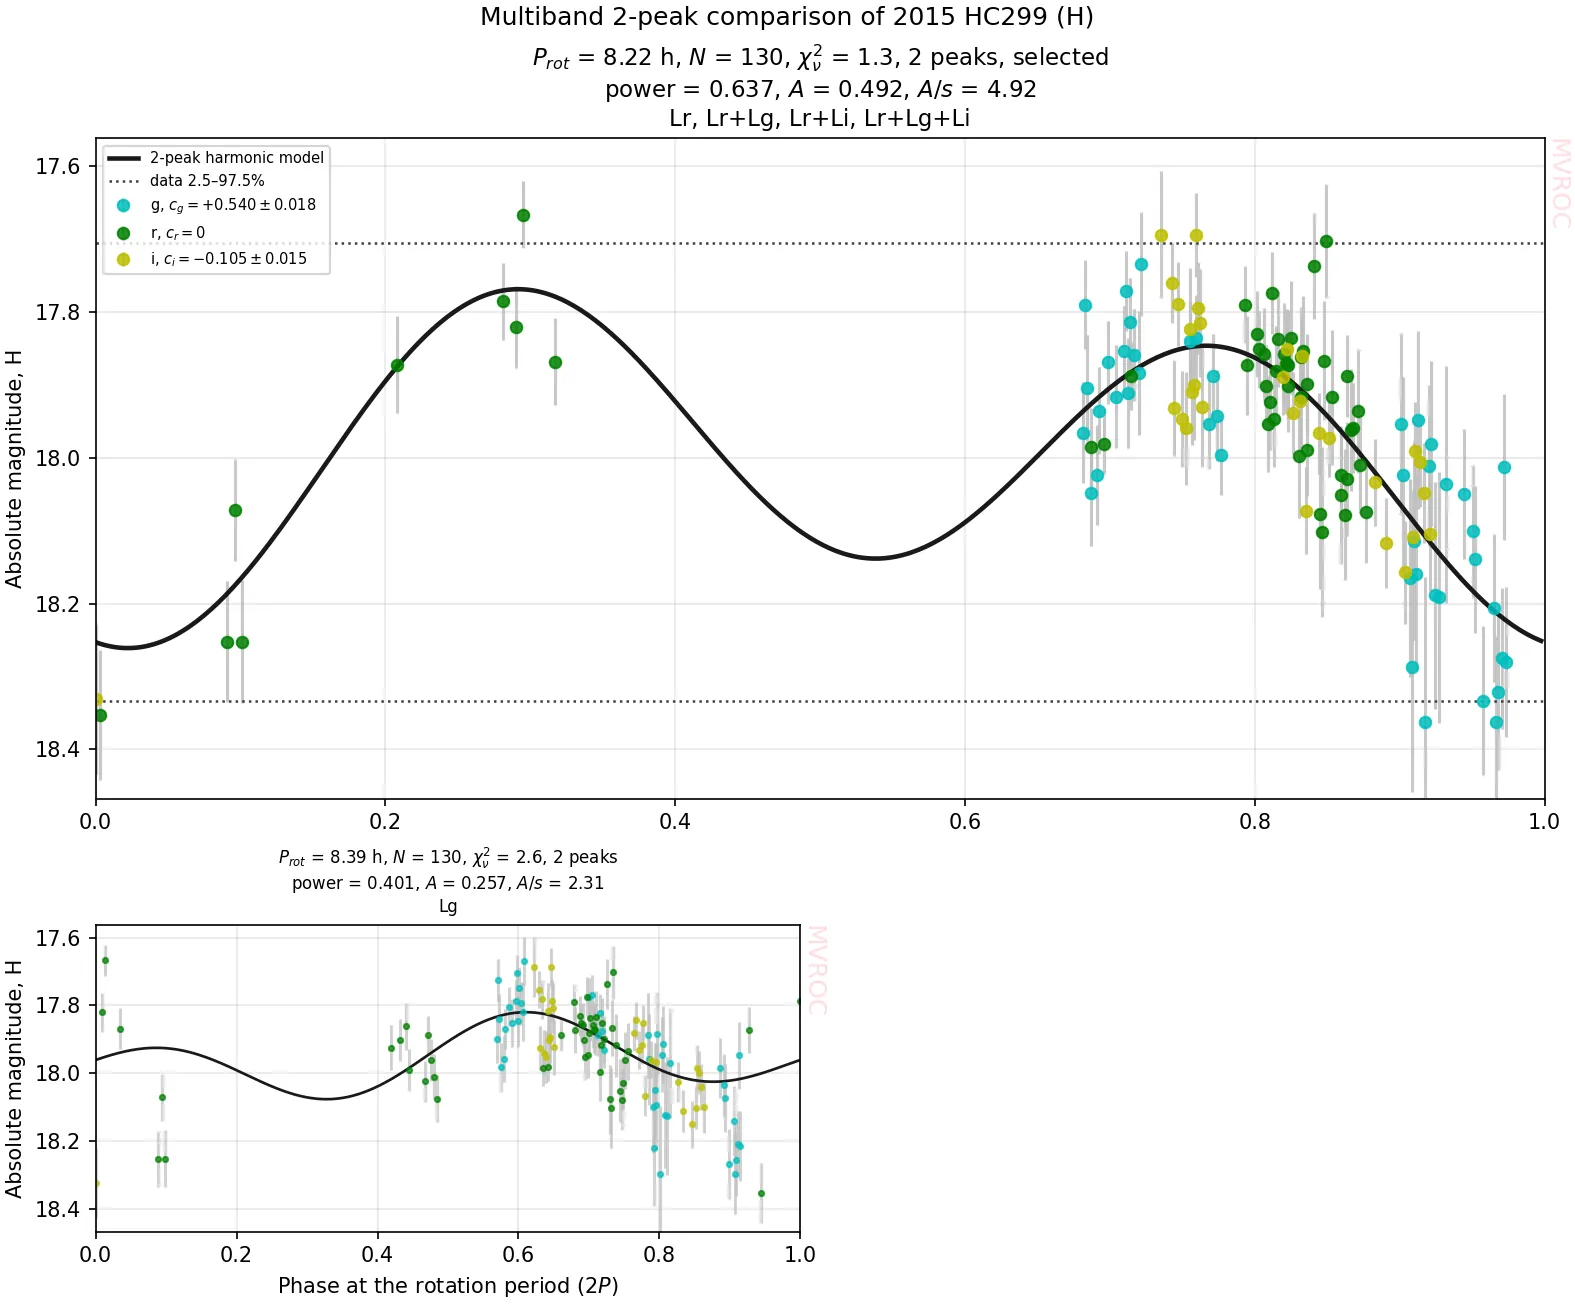 Multiband 2-peak comparison of 2015 HC299 (H)
P_rot = 8.22 h, N = 130, χ²_ν = 1.3, 2 peaks, selected
power = 0.637, A = 0.492, A/s = 4.92
Lr, Lr+Lg, Lr+Li, Lr+Lg+Li
MVROC
2-peak harmonic model
data 2.5–97.5%
g, c_g = +0.540 ± 0.018
r, c_r = 0
i, c_i = −0.105 ± 0.015
Absolute magnitude, H
17.6
17.8
18.0
18.2
18.4
0.0 0.2 0.4 0.6 0.8 1.0
P_rot = 8.39 h, N = 130, χ²_ν = 2.6, 2 peaks
power = 0.401, A = 0.257, A/s = 2.31
Lg
MVROC
Absolute magnitude, H
17.6
17.8
18.0
18.2
18.4
0.0 0.2 0.4 0.6 0.8 1.0
Phase at the rotation period (2P)